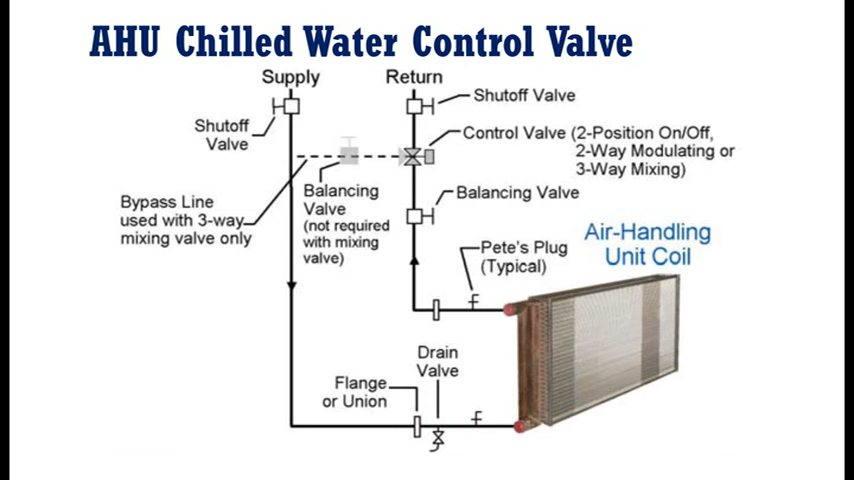 AHU Chilled Water Control Valve
Supply
Return
Shutoff Valve
Shutoff
Valve
Control Valve (2-Position On/Off,
2-Way Modulating or
3-Way Mixing)
Bypass Line
used with 3-way
mixing valve only
Balancing
Valve
(not required
with mixing
valve)
Balancing Valve
Pete's Plug
(Typical)
Air-Handling
Unit Coil
Drain
Valve
Flange
or Union